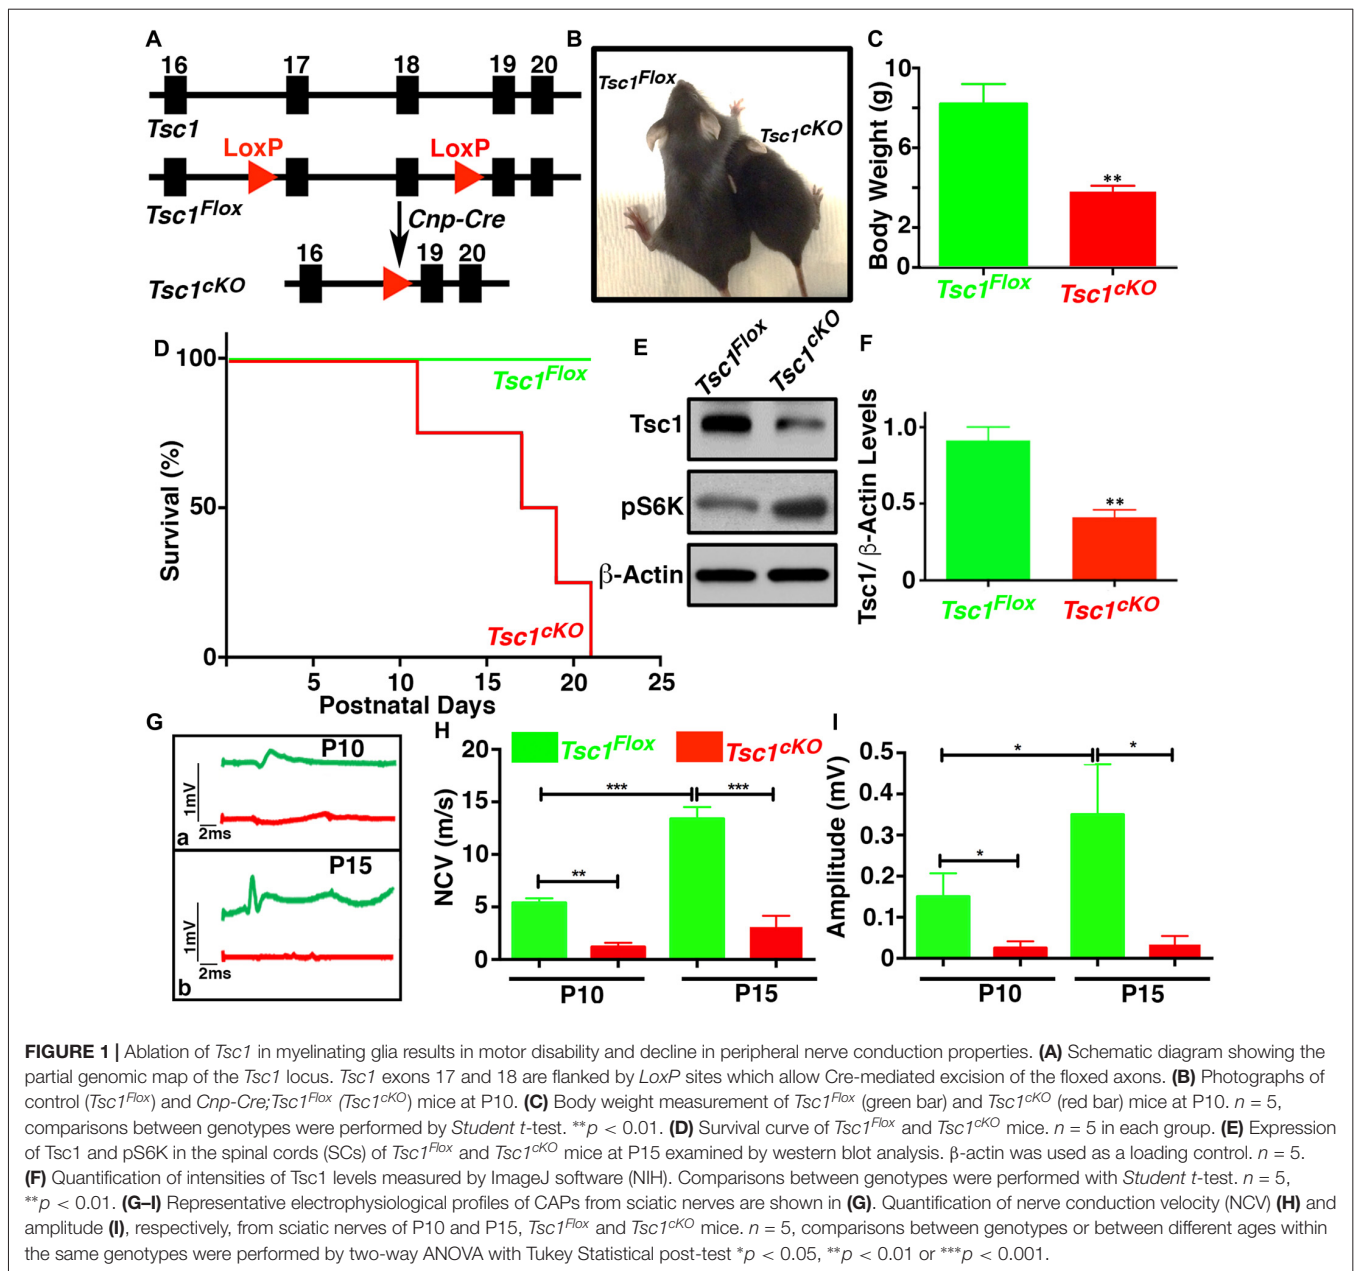 A
16 17 18 19 20
Tsc1
LoxP LoxP
Tsc1Flox
Cnp-Cre
16 19 20
Tsc1cKO
B
Tsc1Flox
Tsc1cKO
C
Body Weight (g)
10
6
2
0
**
Tsc1Flox Tsc1cKO
D
Survival (%)
100
50
0
Tsc1Flox
Tsc1cKO
5 10 15 20 25
Postnatal Days
E
Tsc1Flox Tsc1cKO
Tsc1
pS6K
β-Actin
F
Tsc1/ β-Actin Levels
1.0
0.5
0
**
Tsc1Flox Tsc1cKO
G
P10
1mV
2ms
a
P15
1mV
2ms
b
H
Tsc1Flox Tsc1cKO
NCV (m/s)
20
15
10
5
0
*** ***
**
P10 P15
I
Amplitude (mV)
0.5
0.4
0.3
0.2
0.1
0
* *
*
P10 P15
FIGURE 1 | Ablation of Tsc1 in myelinating glia results in motor disability and decline in peripheral nerve conduction properties. (A) Schematic diagram showing the
partial genomic map of the Tsc1 locus. Tsc1 exons 17 and 18 are flanked by LoxP sites which allow Cre-mediated excision of the floxed axons. (B) Photographs of
control (Tsc1Flox) and Cnp-Cre;Tsc1Flox (Tsc1cKO) mice at P10. (C) Body weight measurement of Tsc1Flox (green bar) and Tsc1cKO (red bar) mice at P10. n = 5,
comparisons between genotypes were performed by Student t-test. **p < 0.01. (D) Survival curve of Tsc1Flox and Tsc1cKO mice. n = 5 in each group. (E) Expression
of Tsc1 and pS6K in the spinal cords (SCs) of Tsc1Flox and Tsc1cKO mice at P15 examined by western blot analysis. β-actin was used as a loading control. n = 5.
(F) Quantification of intensities of Tsc1 levels measured by ImageJ software (NIH). Comparisons between genotypes were performed with Student t-test. n = 5,
**p < 0.01. (G–I) Representative electrophysiological profiles of CAPs from sciatic nerves are shown in (G). Quantification of nerve conduction velocity (NCV) (H) and
amplitude (I), respectively, from sciatic nerves of P10 and P15, Tsc1Flox and Tsc1cKO mice. n = 5, comparisons between genotypes or between different ages within
the same genotypes were performed by two-way ANOVA with Tukey Statistical post-test *p < 0.05, **p < 0.01 or ***p < 0.001.